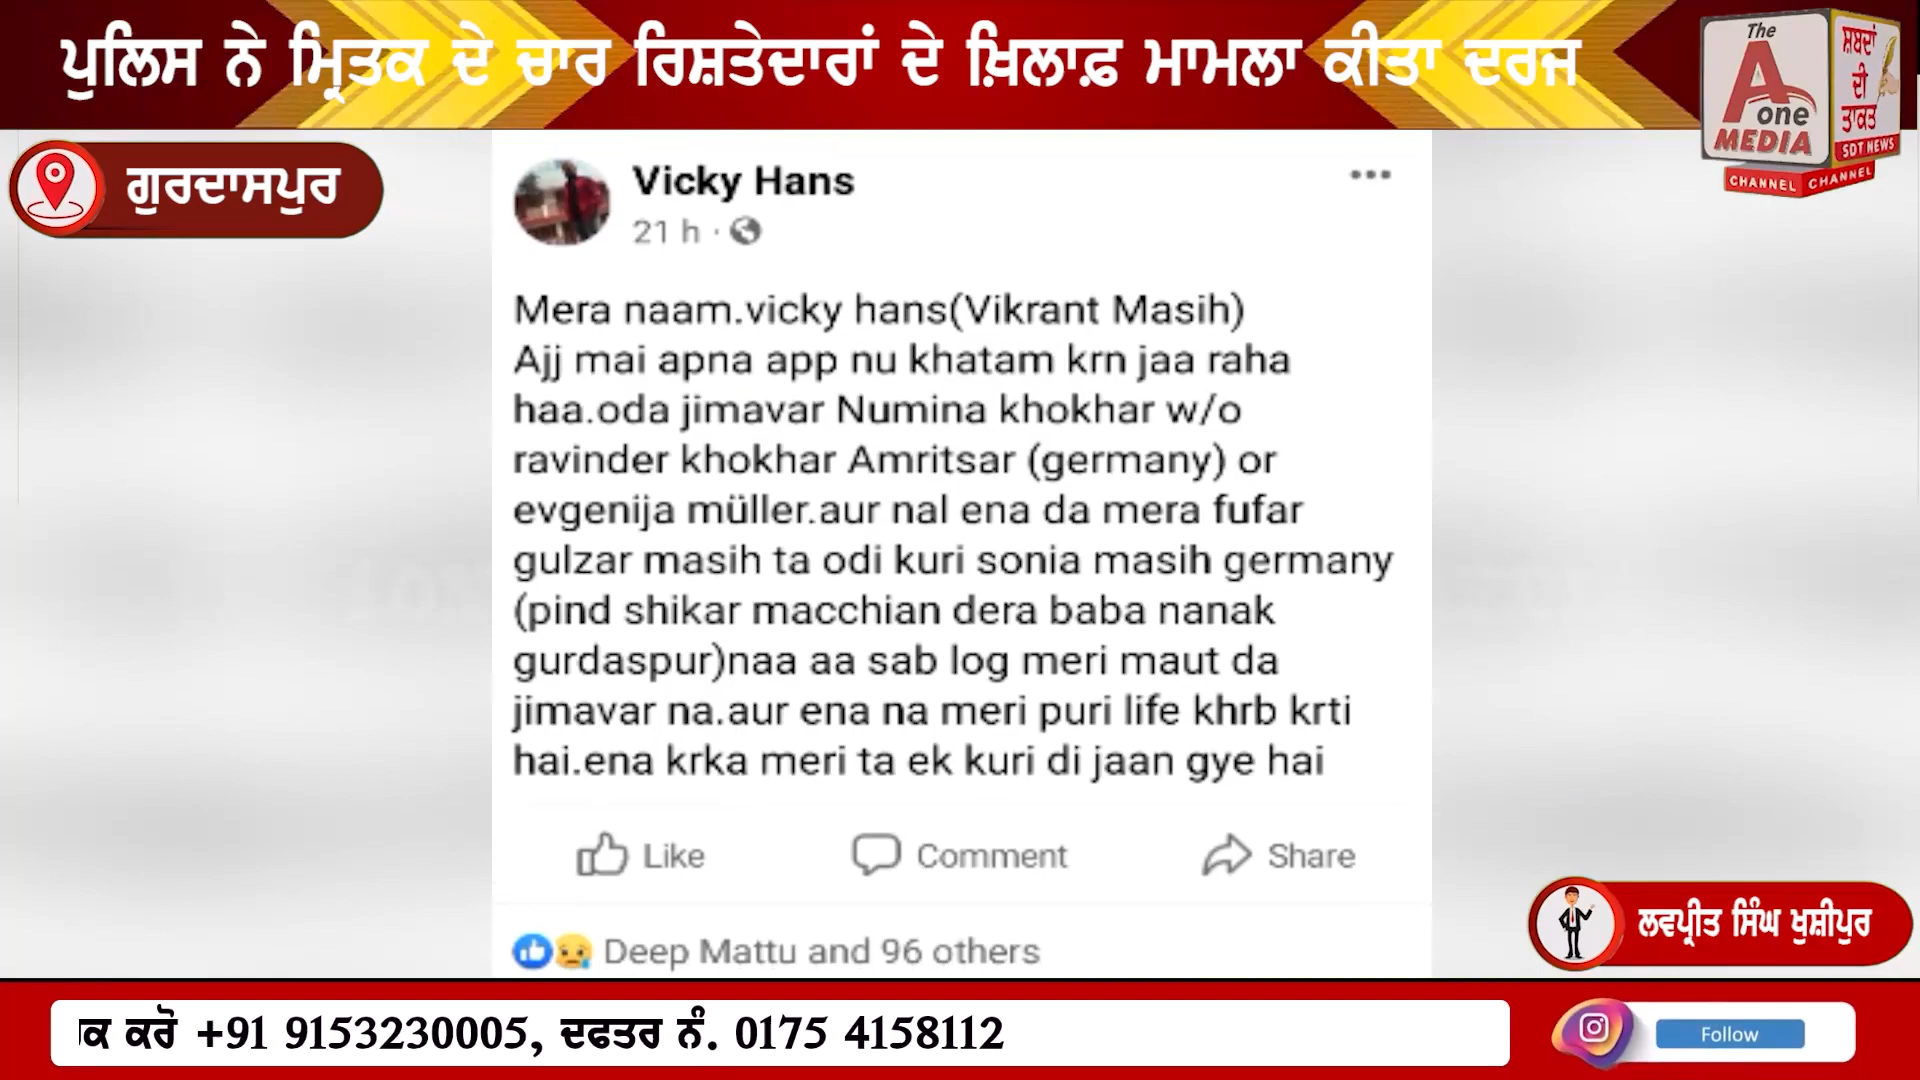 ਪੁਲਿਸ ਨੇ ਮ੍ਰਿਤਕ ਦੇ ਚਾਰ ਰਿਸ਼ਤੇਦਾਰਾਂ ਦੇ ਖ਼ਿਲਾਫ਼ ਮਾਮਲਾ ਕੀਤਾ ਦਰਜ
The
A
one
MEDIA
CHANNEL
ਸ਼ਬਦਾਂ
ਦੀ
ਤਾਕਤ
SDT NEWS
CHANNEL
ਗੁਰਦਾਸਪੁਰ
Vicky Hans
21 h ·
Mera naam.vicky hans(Vikrant Masih)
Ajj mai apna app nu khatam krn jaa raha
haa.oda jimavar Numina khokhar w/o
ravinder khokhar Amritsar (germany) or
evgenija müller.aur nal ena da mera fufar
gulzar masih ta odi kuri sonia masih germany
(pind shikar macchian dera baba nanak
gurdaspur)naa aa sab log meri maut da
jimavar na.aur ena na meri puri life khrb krti
hai.ena krka meri ta ek kuri di jaan gye hai
Like Comment Share
Deep Mattu and 96 others
ਲਵਪ੍ਰੀਤ ਸਿੰਘ ਖੁਸ਼ੀਪੁਰ
ਕ ਕਰੋ +91 9153230005, ਦਫਤਰ ਨੰ. 0175 4158112
Follow